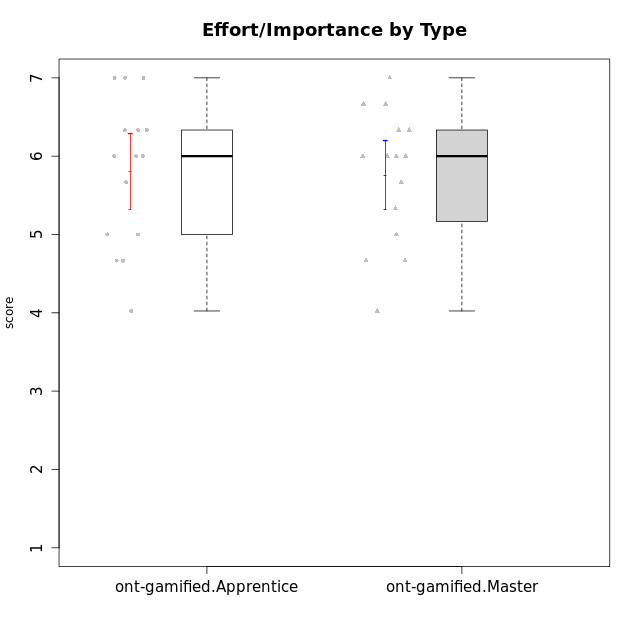 Effort/Importance by Type
7
6
5
4
3
2
1
score
ont-gamified.Apprentice
ont-gamified.Master